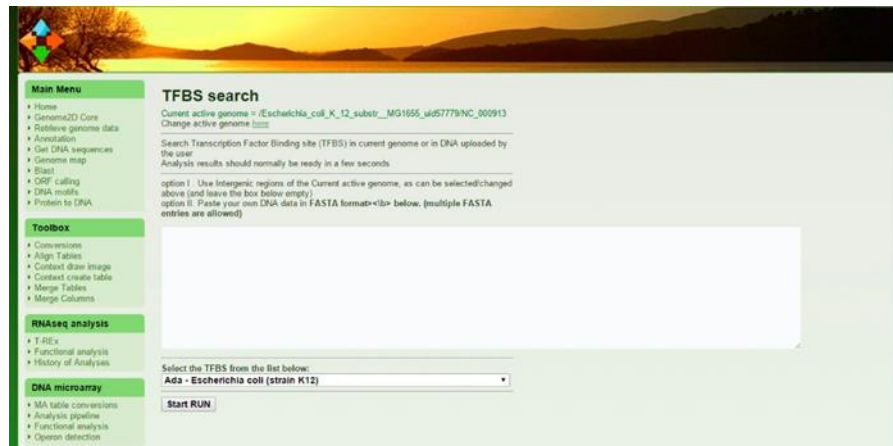 Main Menu
Home
Genome2D Core
Retrieve genome data
Annotation
Get DNA sequences
Genome map
Blast
ORF calling
DNA motifs
Protein to DNA
Toolbox
Conversions
Align Tables
Context draw image
Context create table
Merge Tables
Merge Columns
RNAseq analysis
T-REx
Functional analysis
History of Analyses
DNA microarray
MA table conversions
Analysis pipeline
Functional analysis
Operon detection
TFBS search
Current active genome = /Escherichia_coli_K_12_substr__MG1655_uid57779/NC_000913
Change active genome here
Search Transcription Factor Binding site (TFBS) in current genome or in DNA uploaded by
the user
Analysis results should normally be ready in a few seconds
option I : Use Intergenic regions of the Current active genome, as can be selected/changed
above (and leave the box below empty)
option II: Paste your own DNA data in FASTA format><\b> below. (multiple FASTA
entries are allowed)
Select the TFBS from the list below:
Ada - Escherichia coli (strain K12)
Start RUN